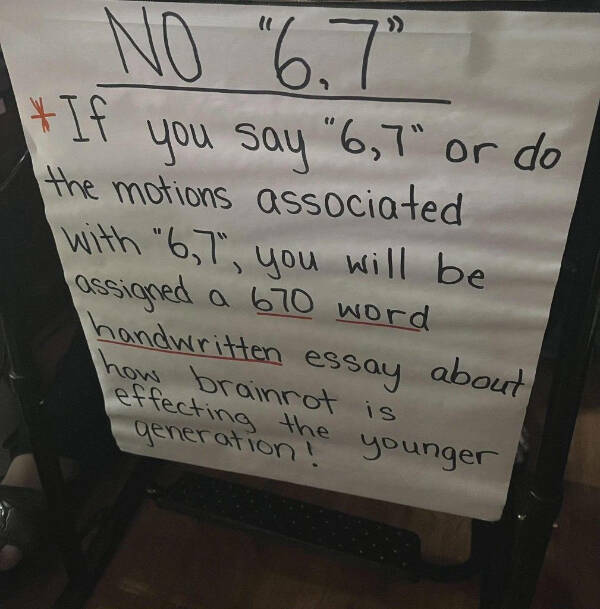 NO "6,7"
* If you say "6,7" or do
the motions associated
with "6,7", you will be
assigned a 670 word
handwritten essay about
how brainrot is
effecting the younger
generation!